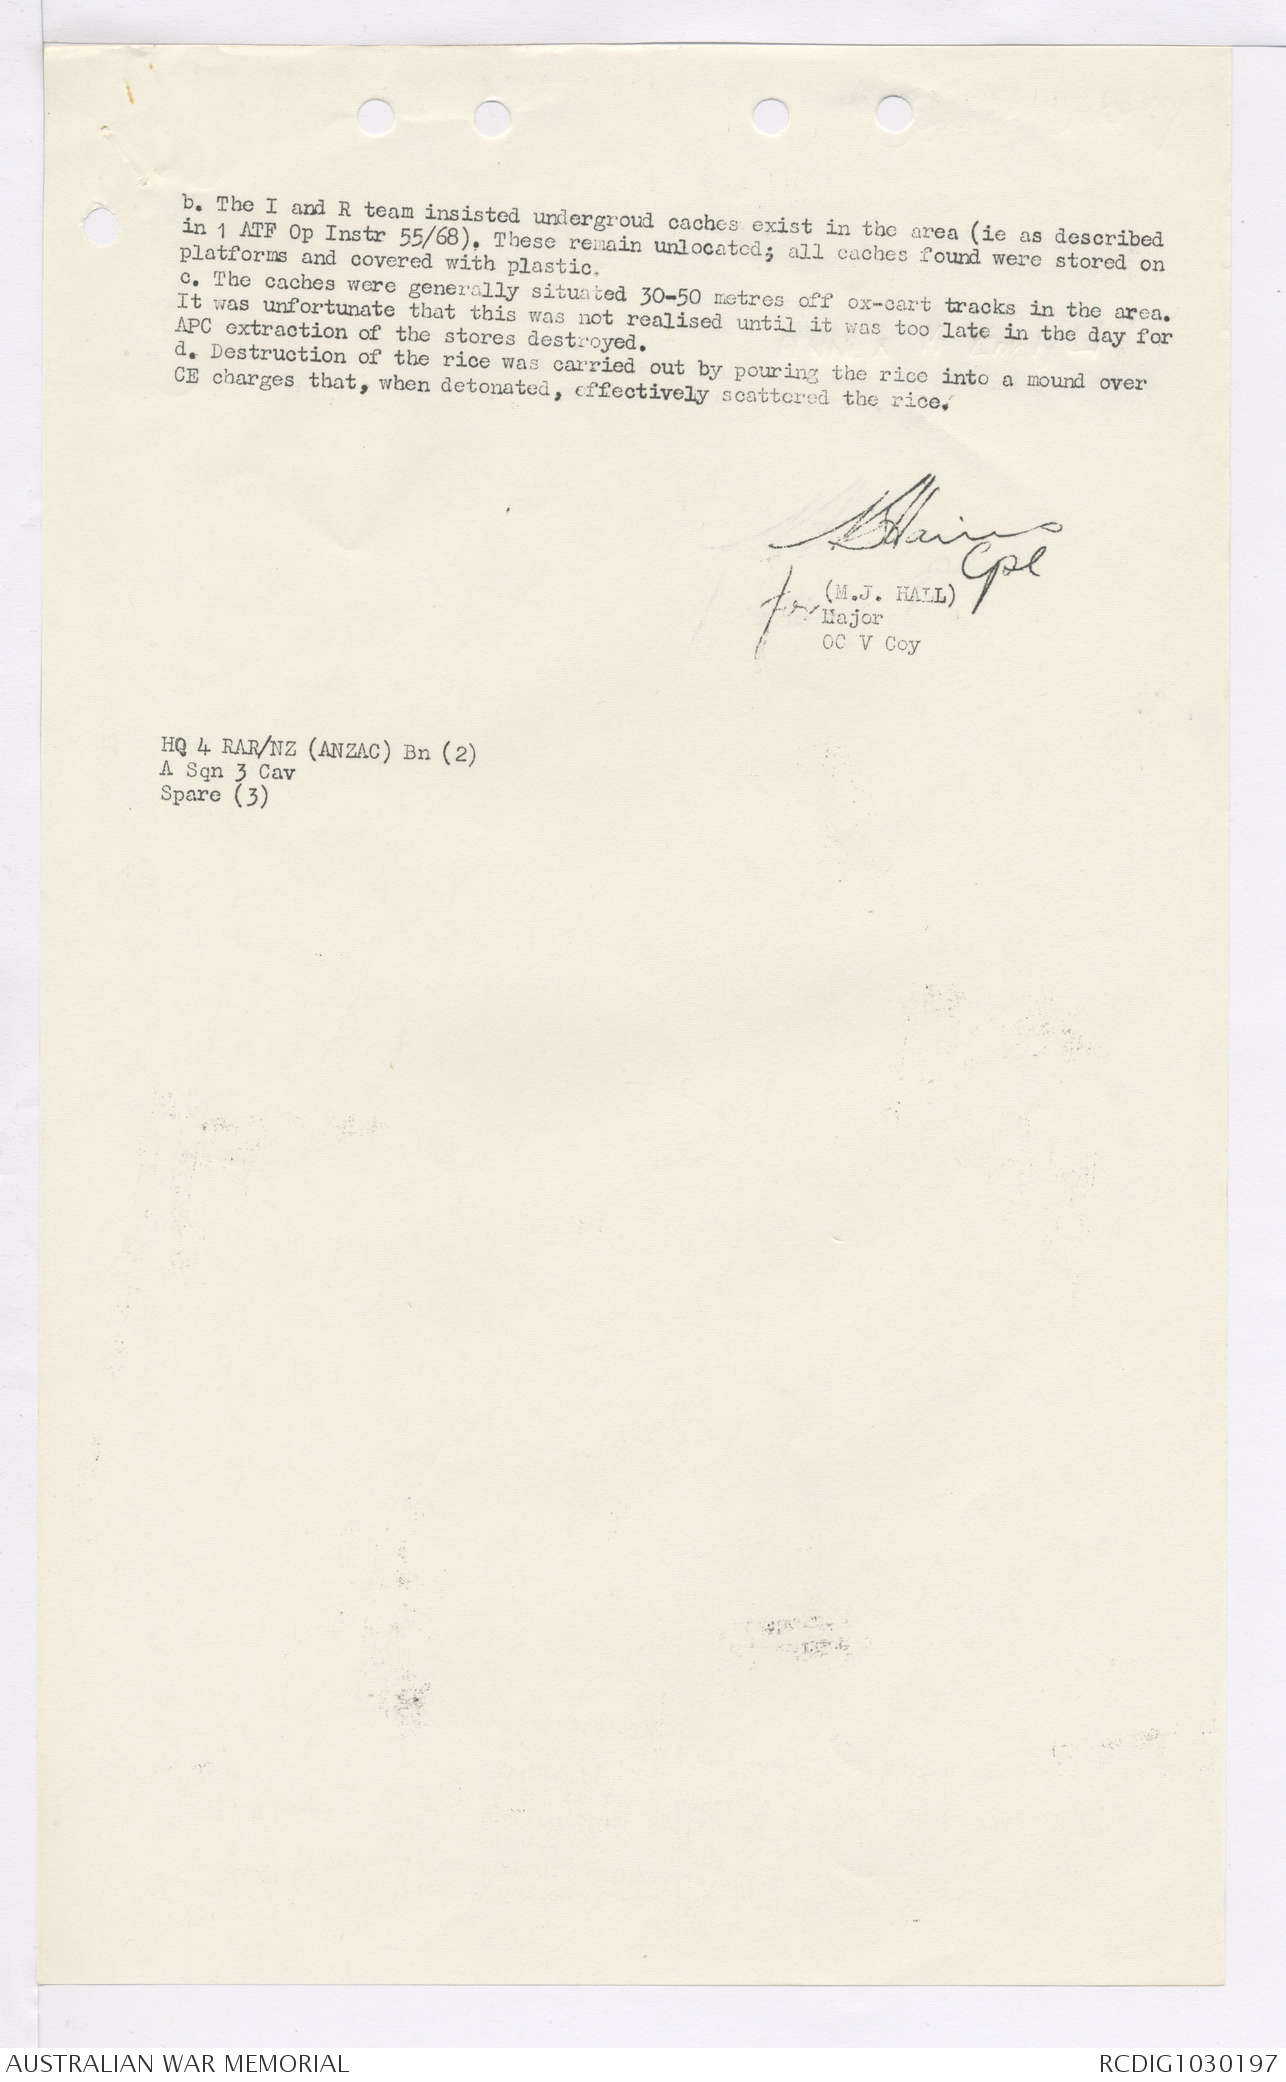 b. The I and R team insisted undergroud caches exist in the area (ie as described
in 1 ATF Op Instr 55/68). These remain unlocated; all caches found were stored on
platforms and covered with plastic.
c. The caches were generally situated 30-50 metres off ox-cart tracks in the area.
It was unfortunate that this was not realised until it was too late in the day for
APC extraction of the stores destroyed.
d. Destruction of the rice was carried out by pouring the rice into a mound over
CE charges that, when detonated, effectively scattered the rice.
Cpl
for (M.J. HALL)
Major
OC V Coy
HQ 4 RAR/NZ (ANZAC) Bn (2)
A Sqn 3 Cav
Spare (3)
AUSTRALIAN WAR MEMORIAL
RCDIG1030197